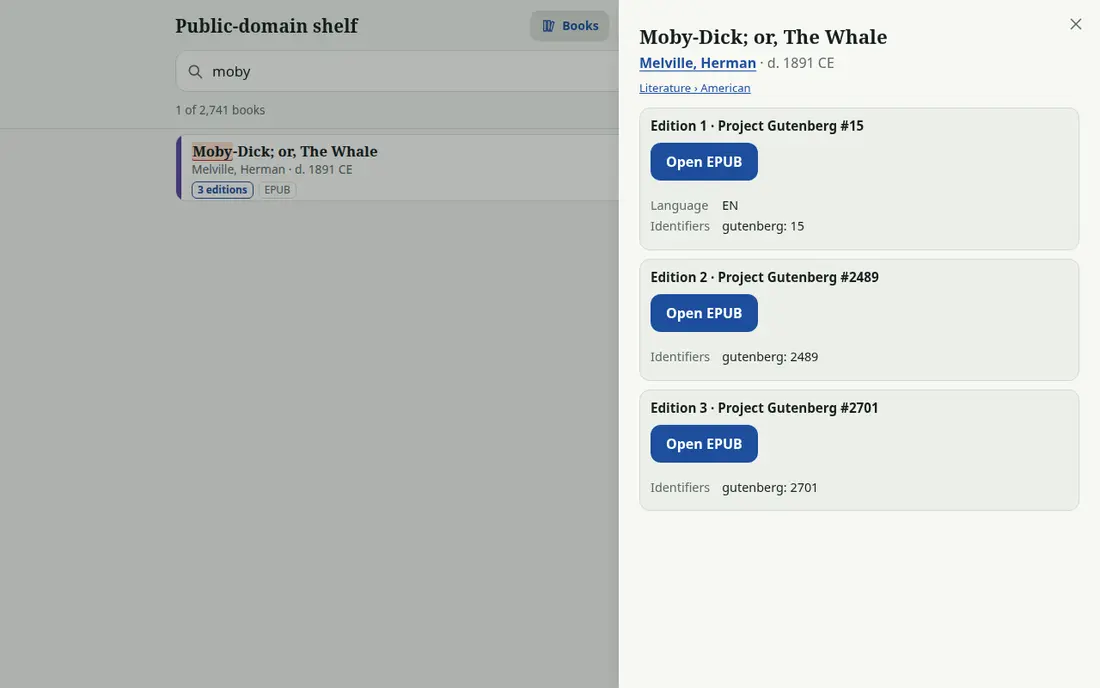 Public-domain shelf
Books
moby
1 of 2,741 books
Moby-Dick; or, The Whale
Melville, Herman · d. 1891 CE
3 editions
EPUB
Moby-Dick; or, The Whale
Melville, Herman · d. 1891 CE
Literature › American
Edition 1 · Project Gutenberg #15
Open EPUB
Language EN
Identifiers gutenberg: 15
Edition 2 · Project Gutenberg #2489
Open EPUB
Identifiers gutenberg: 2489
Edition 3 · Project Gutenberg #2701
Open EPUB
Identifiers gutenberg: 2701